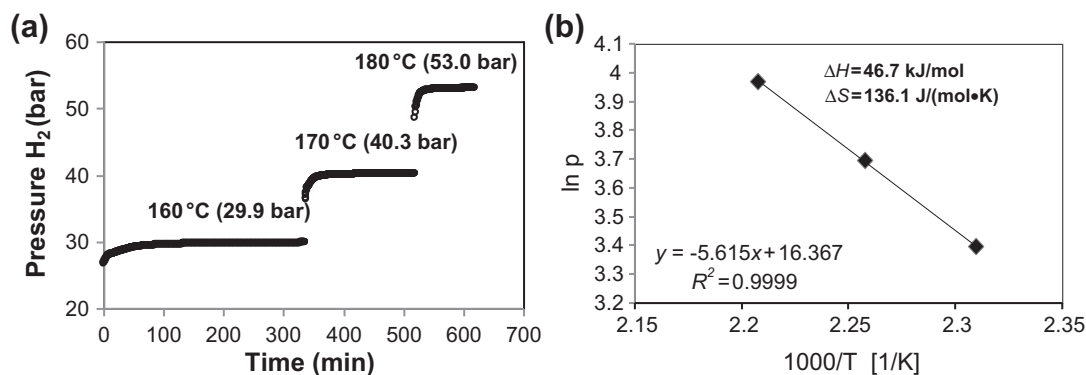 (a)
60
50
40
30
20
Pressure H₂ (bar)
180 °C (53.0 bar)
170 °C (40.3 bar)
160 °C (29.9 bar)
0 100 200 300 400 500 600 700
Time (min)
(b)
4.1
4
3.9
3.8
3.7
3.6
3.5
3.4
3.3
3.2
ln p
ΔH=46.7 kJ/mol
ΔS=136.1 J/(mol•K)
y = -5.615x+16.367
R²=0.9999
2.15 2.2 2.25 2.3 2.35
1000/T [1/K]